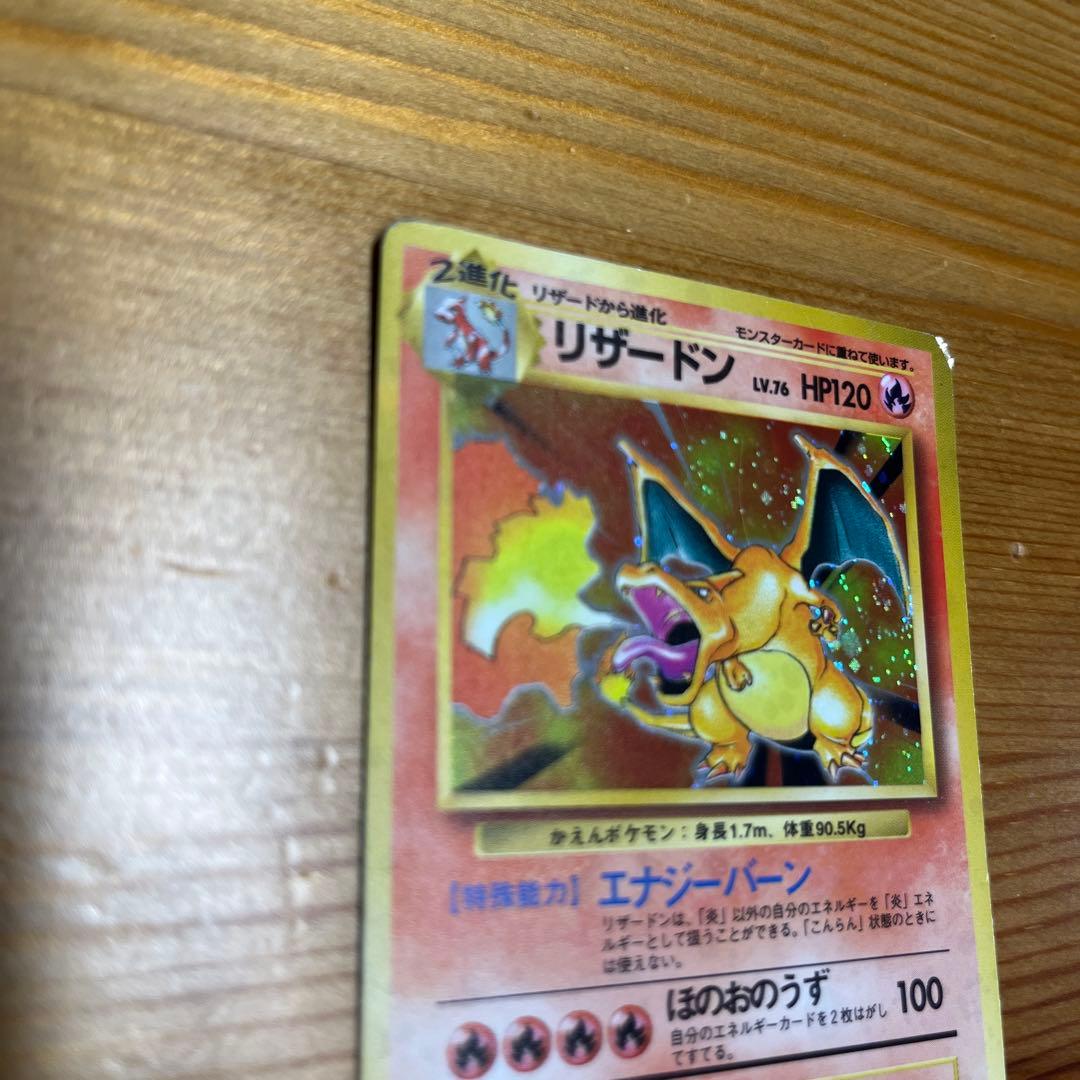 2進化
リザードから進化
モンスターカードに重ねて使います。
リザードン
LV.76 HP120
かえんポケモン：身長1.7m、体重90.5Kg
【特殊能力】エナジーバーン
リザードンは、「炎」以外の自分のエネルギーを「炎」エネ
ルギーとして扱うことができる。「こんらん」状態のときに
は使えない。
ほのおのうず 100
自分のエネルギーカードを2枚はがし
てすてる。